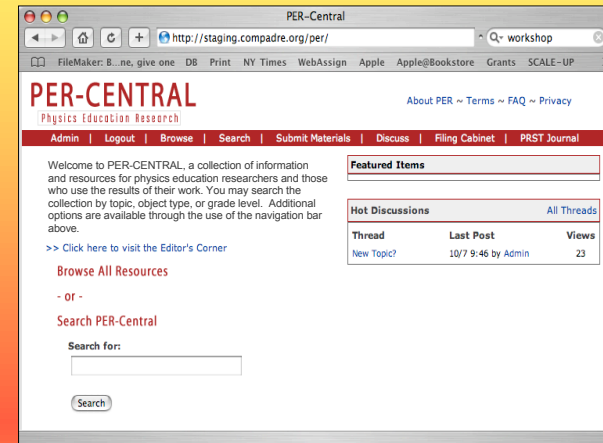 PER-Central
http://staging.compadre.org/per/
workshop
FileMaker: B...ne, give one DB Print NY Times WebAssign Apple Apple@Bookstore Grants SCALE-UP
PER-CENTRAL
Physics Education Research
About PER ~ Terms ~ FAQ ~ Privacy
Admin | Logout | Browse | Search | Submit Materials | Discuss | Filing Cabinet | PRST Journal
Welcome to PER-CENTRAL, a collection of information
and resources for physics education researchers and those
who use the results of their work. You may search the
collection by topic, object type, or grade level. Additional
options are available through the use of the navigation bar
above.
>> Click here to visit the Editor's Corner
Browse All Resources
- or -
Search PER-Central
Search for:
Search
Featured Items
Hot Discussions All Threads
Thread Last Post Views
New Topic? 10/7 9:46 by Admin 23